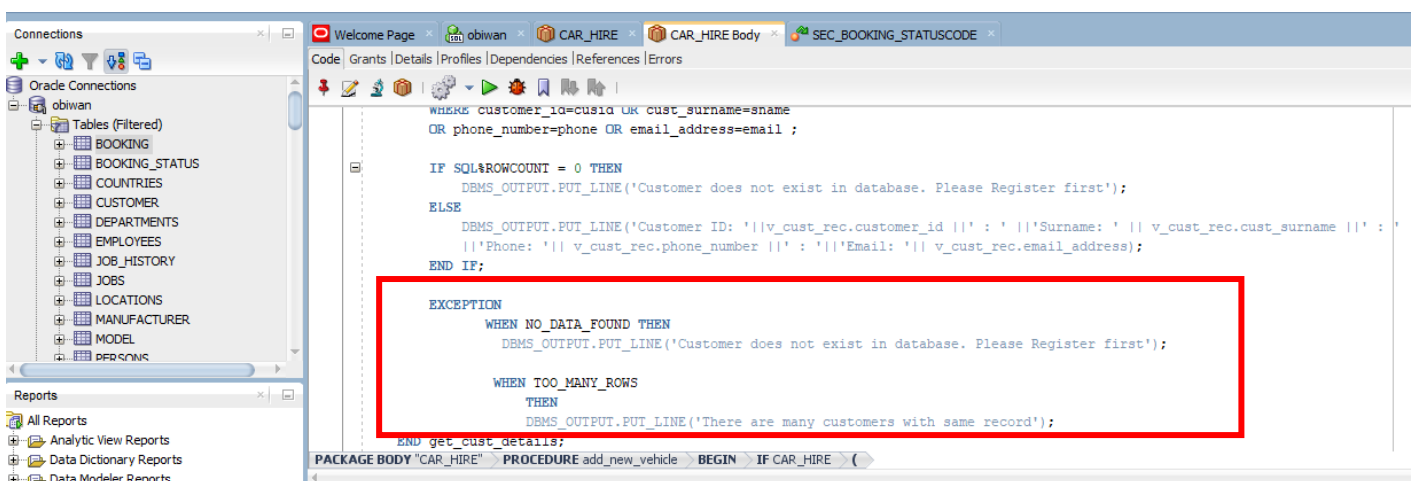 Connections
Welcome Page
obiwan
CAR_HIRE
CAR_HIRE Body
SEC_BOOKING_STATUSCODE
Code | Grants | Details | Profiles | Dependencies | References | Errors
Oracle Connections
obiwan
Tables (Filtered)
BOOKING
BOOKING_STATUS
COUNTRIES
CUSTOMER
DEPARTMENTS
EMPLOYEES
JOB_HISTORY
JOBS
LOCATIONS
MANUFACTURER
MODEL
PERSONS
Reports
All Reports
Analytic View Reports
Data Dictionary Reports
Data Modeler Reports
WHERE customer_id=cusid OR cust_surname=sname
OR phone_number=phone OR email_address=email ;
IF SQL%ROWCOUNT = 0 THEN
DBMS_OUTPUT.PUT_LINE('Customer does not exist in database. Please Register first');
ELSE
DBMS_OUTPUT.PUT_LINE('Customer ID: '||v_cust_rec.customer_id ||' : ' ||'Surname: ' || v_cust_rec.cust_surname ||' : '
||'Phone: '|| v_cust_rec.phone_number ||' : '||'Email: '|| v_cust_rec.email_address);
END IF;
EXCEPTION
WHEN NO_DATA_FOUND THEN
DBMS_OUTPUT.PUT_LINE('Customer does not exist in database. Please Register first');
WHEN TOO_MANY_ROWS
THEN
DBMS_OUTPUT.PUT_LINE('There are many customers with same record');
END get_cust_details;
PACKAGE BODY "CAR_HIRE" PROCEDURE add_new_vehicle BEGIN IF CAR_HIRE (